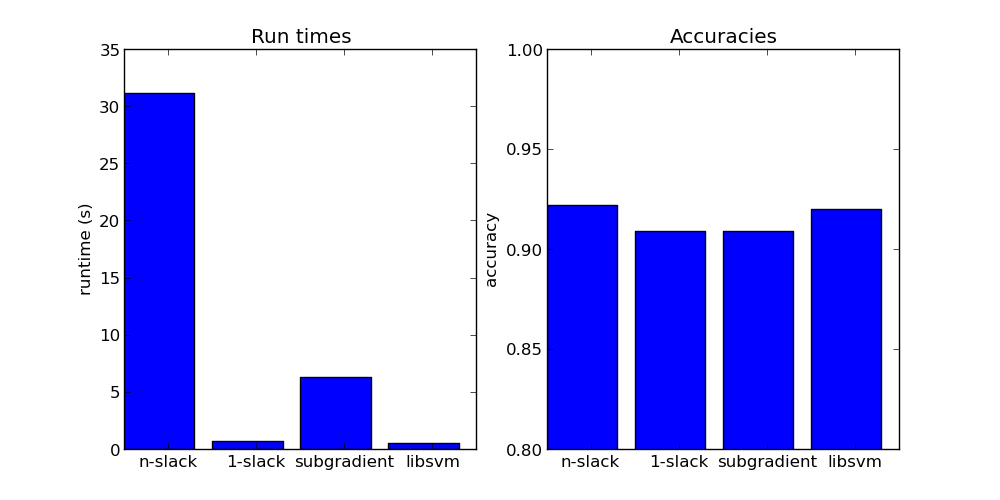 Run times
35
30
25
20
15
10
5
0
runtime (s)
n-slack 1-slack subgradient libsvm
Accuracies
1.00
0.95
0.90
0.85
0.80
accuracy
n-slack 1-slack subgradient libsvm